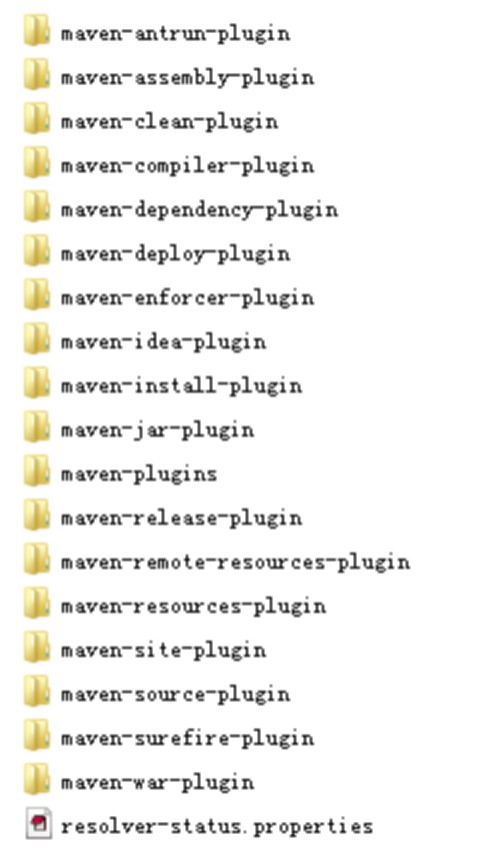 maven-antrun-plugin
maven-assembly-plugin
maven-clean-plugin
maven-compiler-plugin
maven-dependency-plugin
maven-deploy-plugin
maven-enforcer-plugin
maven-idea-plugin
maven-install-plugin
maven-jar-plugin
maven-plugins
maven-release-plugin
maven-remote-resources-plugin
maven-resources-plugin
maven-site-plugin
maven-source-plugin
maven-surefire-plugin
maven-war-plugin
resolver-status.properties